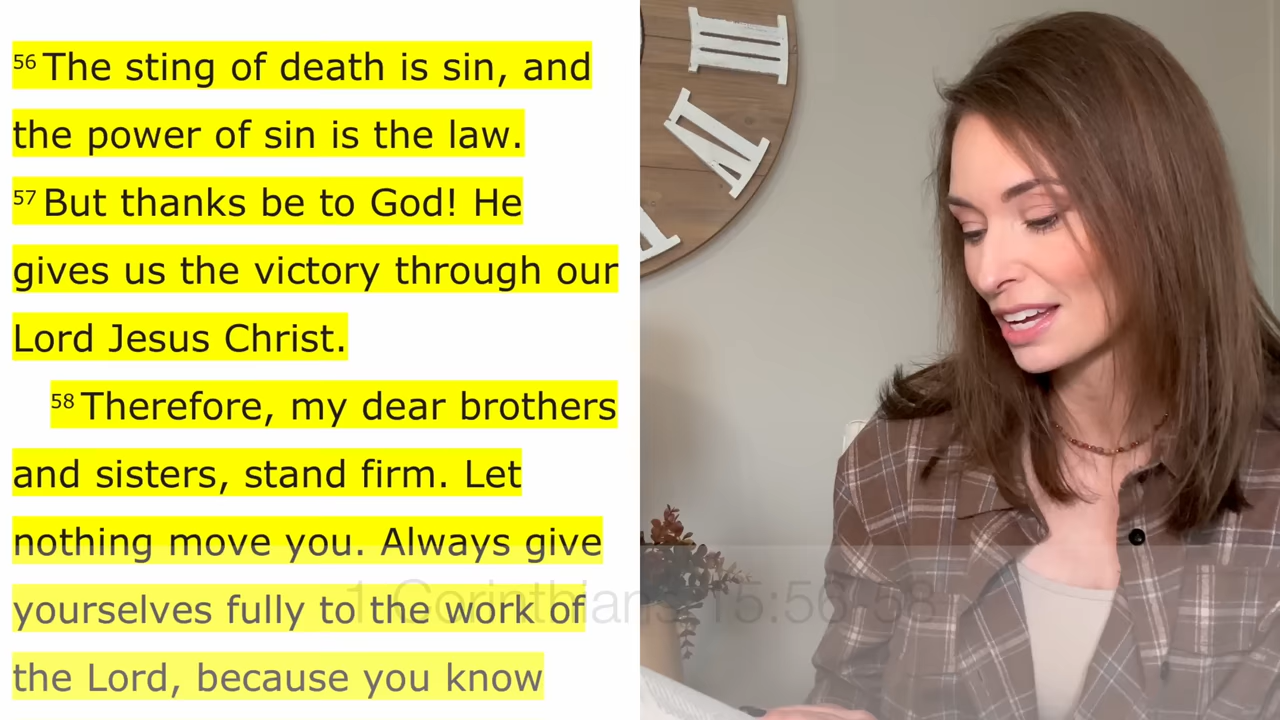 56 The sting of death is sin, and
the power of sin is the law.
57 But thanks be to God! He
gives us the victory through our
Lord Jesus Christ.
58 Therefore, my dear brothers
and sisters, stand firm. Let
nothing move you. Always give
yourselves fully to the work of
the Lord, because you know
1 Corinthians 15:56-58
III